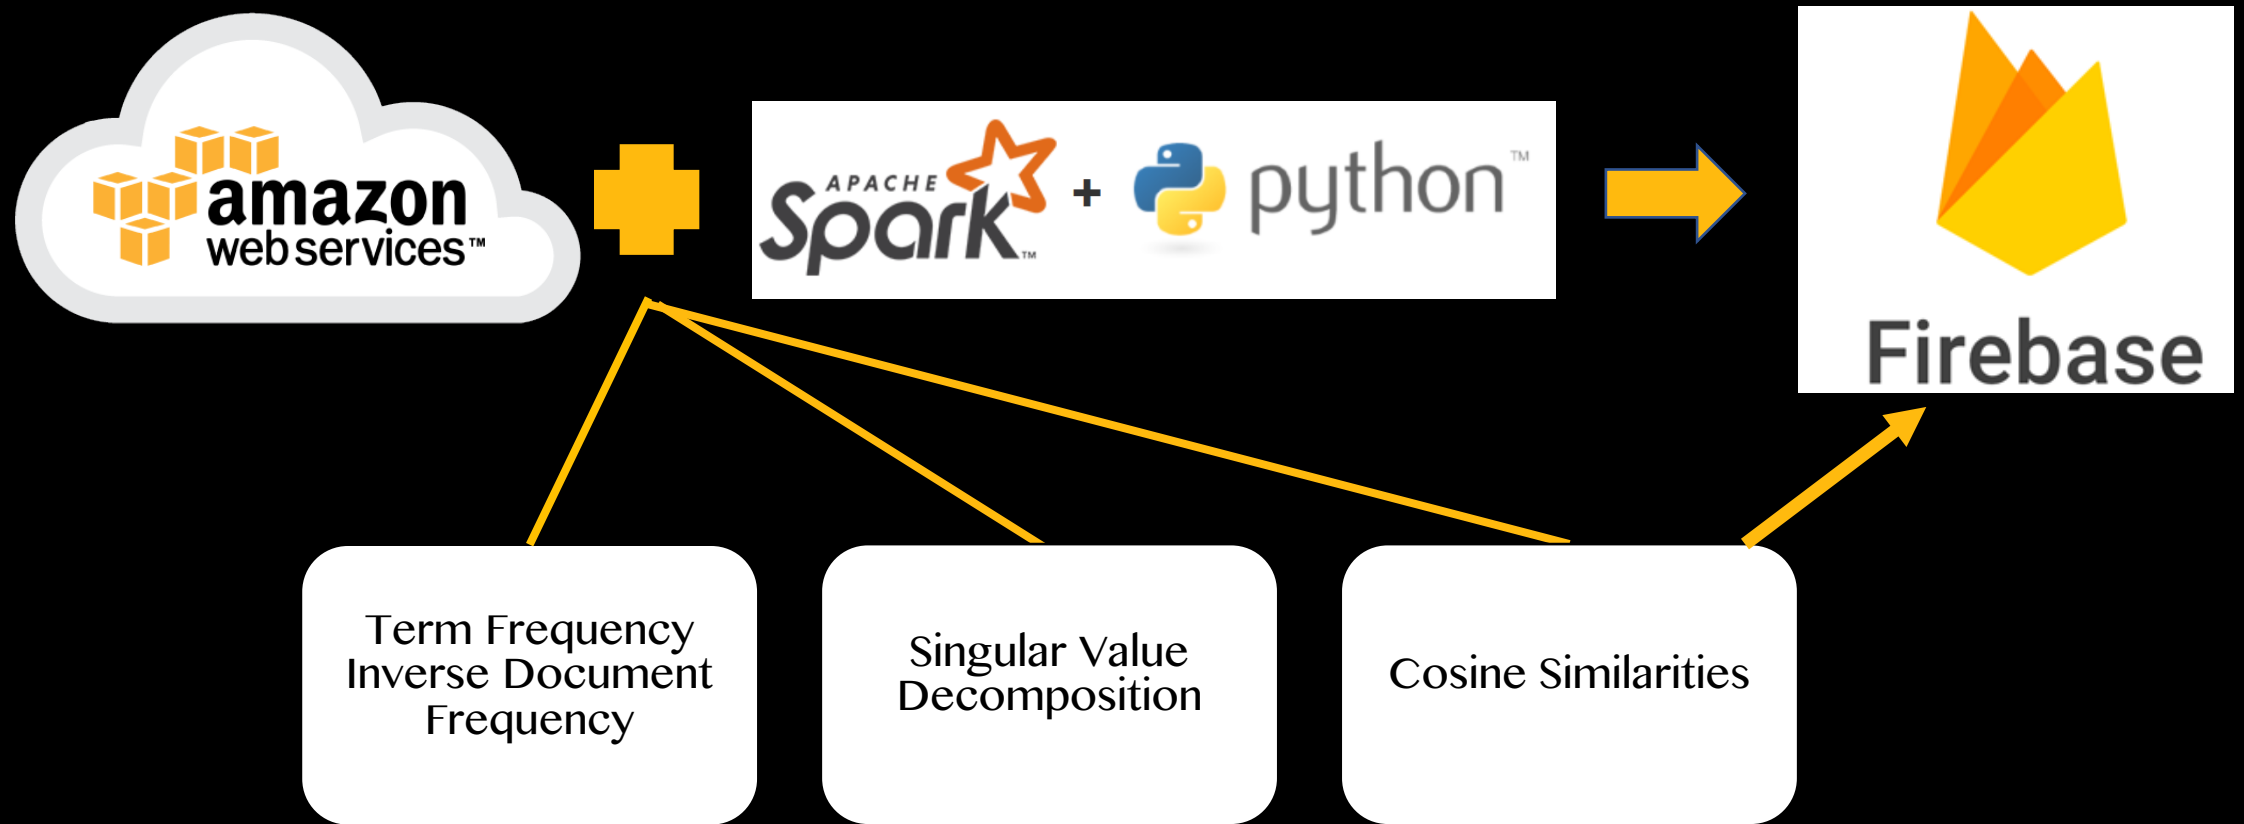 amazon
web services™
APACHE
Spark™
+
python™
Firebase
Term Frequency
Inverse Document
Frequency
Singular Value
Decomposition
Cosine Similarities